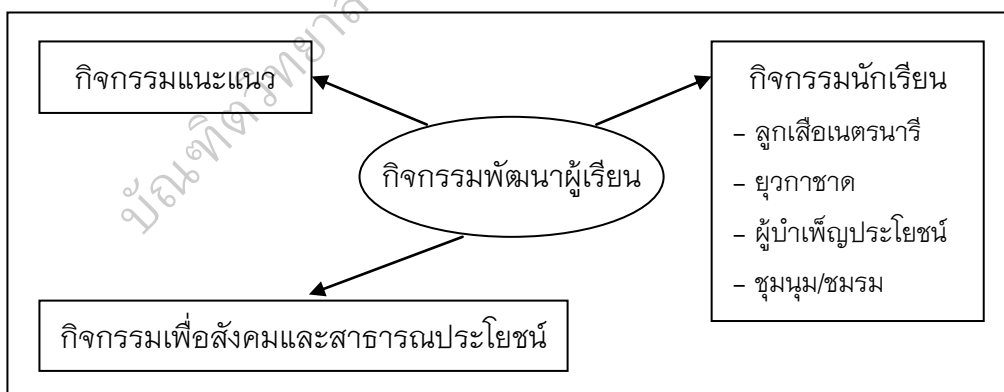 กิจกรรมแนะแนว
กิจกรรมนักเรียน
– ลูกเสือเนตรนารี
– ยุวกาชาด
– ผู้บำเพ็ญประโยชน์
– ชุมนุม/ชมรม
กิจกรรมพัฒนาผู้เรียน
กิจกรรมเพื่อสังคมและสาธารณประโยชน์